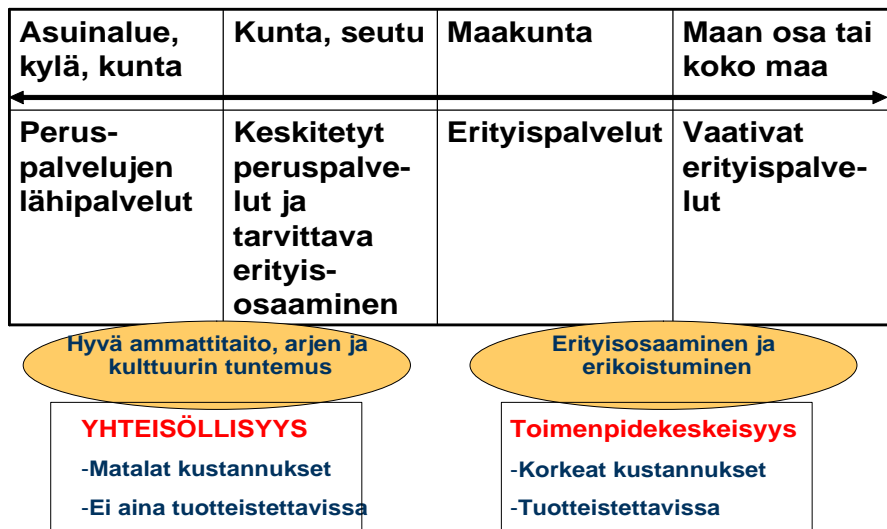 Asuinalue,
kylä, kunta
Kunta, seutu
Maakunta
Maan osa tai
koko maa
Perus-
palvelujen
lähipalvelut
Keskitetyt
peruspalve-
lut ja
tarvittava
erityis-
osaaminen
Erityispalvelut
Vaativat
erityispalve-
lut
Hyvä ammattitaito, arjen ja
kulttuurin tuntemus
Erityisosaaminen ja
erikoistuminen
YHTEISÖLLISYYS
-Matalat kustannukset
-Ei aina tuotteistettavissa
Toimenpidekeskeisyys
-Korkeat kustannukset
-Tuotteistettavissa